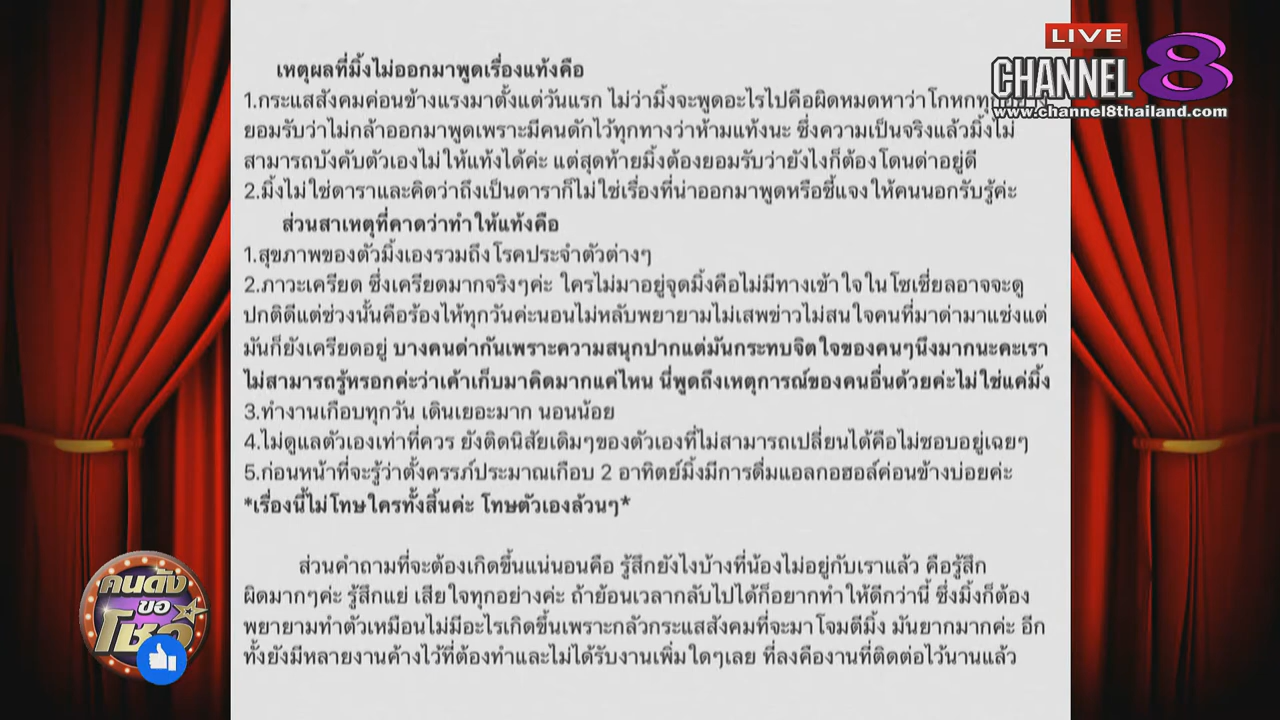 LIVE
CHANNEL 8
www.channel8thailand.com
เหตุผลที่มิ้งไม่ออกมาพูดเรื่องแท้งคือ
1.กระแสสังคมค่อนข้างแรงมาตั้งแต่วันแรก ไม่ว่ามิ้งจะพูดอะไรไปคือผิดหมดหาว่าโกหก
ยอมรับว่าไม่กล้าออกมาพูดเพราะมีคนดักไว้ทุกทางว่าห้ามแท้งนะ ซึ่งความเป็นจริงแล้วมิ้งไม่
สามารถบังคับตัวเองไม่ให้แท้งได้ค่ะ แต่สุดท้ายมิ้งต้องยอมรับว่ายังไงก็ต้องโดนด่าอยู่ดี
2.มิ้งไม่ใช่ดาราและคิดว่าถึงเป็นดาราก็ไม่ใช่เรื่องที่น่าออกมาพูดหรือชี้แจงให้คนนอกรับรู้ค่ะ
ส่วนสาเหตุที่คาดว่าทำให้แท้งคือ
1.สุขภาพของตัวมิ้งเองรวมถึงโรคประจำตัวต่างๆ
2.ภาวะเครียด ซึ่งเครียดมากจริงๆค่ะ ใครไม่มาอยู่จุดมิ้งคือไม่มีทางเข้าใจในโซเชี่ยลอาจจะดู
ปกติดีแต่ช่วงนั้นคือร้องไห้ทุกวันค่ะนอนไม่หลับพยายามไม่เสพข่าวไม่สนใจคนที่มาด่ามาแช่งแต่
มันก็ยังเครียดอยู่ บางคนด่ากันเพราะความสนุกปากแต่มันกระทบจิตใจของคนๆนึงมากนะคะเรา
ไม่สามารถรู้หรอกค่ะว่าเค้าเก็บมาคิดมากแค่ไหน นี่พูดถึงเหตุการณ์ของคนอื่นด้วยค่ะไม่ใช่แค่มิ้ง
3.ทำงานเกือบทุกวัน เดินเยอะมาก นอนน้อย
4.ไม่ดูแลตัวเองเท่าที่ควร ยังติดนิสัยเดิมๆของตัวเองที่ไม่สามารถเปลี่ยนได้คือไม่ชอบอยู่เฉยๆ
5.ก่อนหน้าที่จะรู้ว่าตั้งครรภ์ประมาณเกือบ 2 อาทิตย์มิ้งมีการดื่มแอลกอฮอล์ค่อนข้างบ่อยค่ะ
*เรื่องนี้ไม่โทษใครทั้งสิ้นค่ะ โทษตัวเองล้วนๆ*
ส่วนคำถามที่จะต้องเกิดขึ้นแน่นอนคือ รู้สึกยังไงบ้างที่น้องไม่อยู่กับเราแล้ว คือรู้สึก
ผิดมากๆค่ะ รู้สึกแย่ เสียใจทุกอย่างค่ะ ถ้าย้อนเวลากลับไปได้ก็อยากทำให้ดีกว่านี้ ซึ่งมิ้งก็ต้อง
พยายามทำตัวเหมือนไม่มีอะไรเกิดขึ้นเพราะกลัวกระแสสังคมที่จะมาโจมตีมิ้ง มันยากมากค่ะ อีก
ทั้งยังมีหลายงานค้างไว้ที่ต้องทำและไม่ได้รับงานเพิ่มใดๆเลย ที่ลงคืองานที่ติดต่อไว้นานแล้ว
คนดัง
ขอ
โชว์